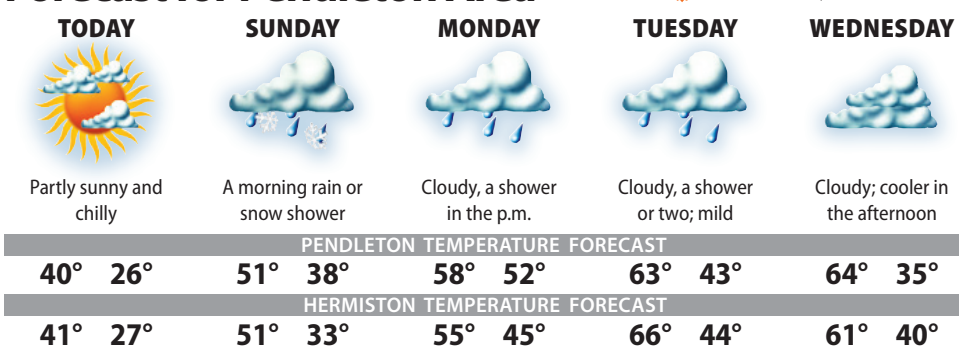 TODAY SUNDAY MONDAY TUESDAY WEDNESDAY
Partly sunny and
chilly
A morning rain or
snow shower
Cloudy, a shower
in the p.m.
Cloudy, a shower
or two; mild
Cloudy; cooler in
the afternoon
PENDLETON TEMPERATURE FORECAST
40° 26° 51° 38° 58° 52° 63° 43° 64° 35°
HERMISTON TEMPERATURE FORECAST
41° 27° 51° 33° 55° 45° 66° 44° 61° 40°